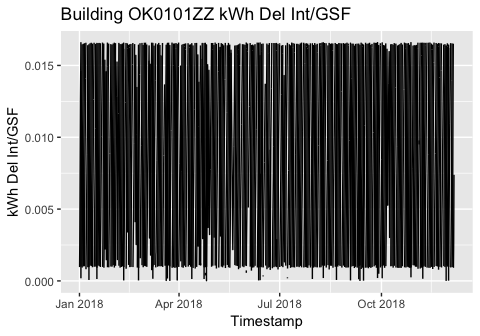 Building OK0101ZZ kWh Del Int/GSF
kWh Del Int/GSF
0.015
0.010
0.005
0.000
Jan 2018
Apr 2018
Jul 2018
Oct 2018
Timestamp